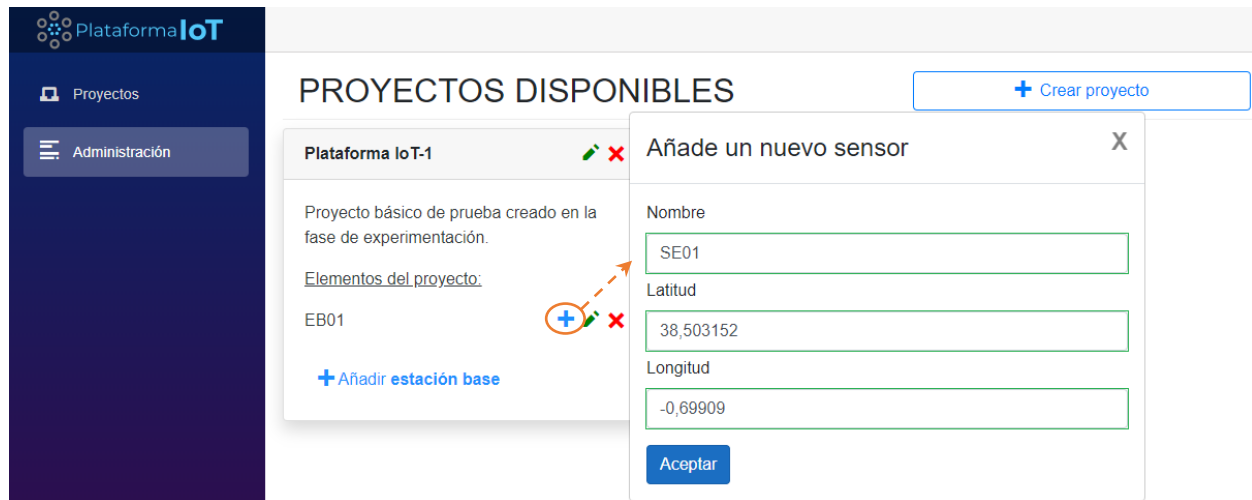 Plataforma IoT
Proyectos
Administración
PROYECTOS DISPONIBLES
Crear proyecto
Plataforma IoT-1
Proyecto básico de prueba creado en la
fase de experimentación.
Elementos del proyecto:
EB01
Añadir estación base
Añade un nuevo sensor
X
Nombre
SE01
Latitud
38,503152
Longitud
-0,69909
Aceptar